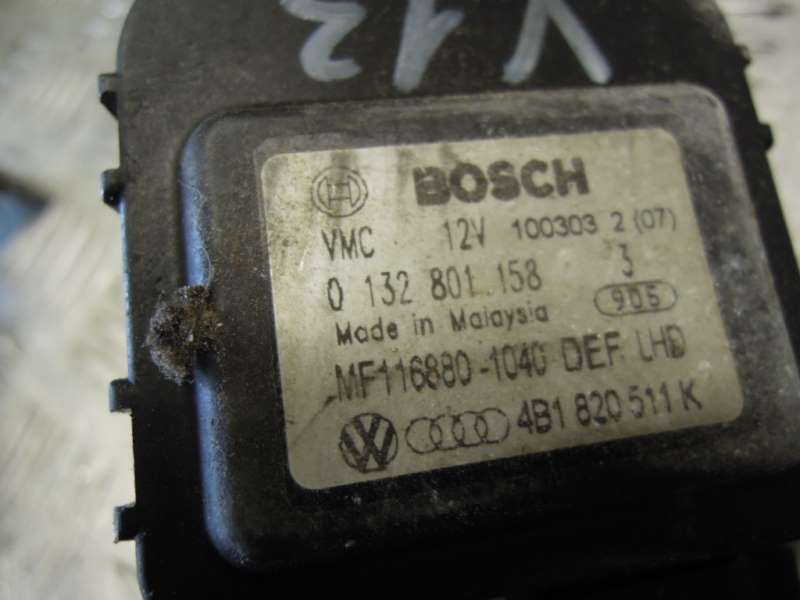 V12
BOSCH
VMC 12V 100303 2 (07)
0 132 801 158 3
Made in Malaysia 905
MF116880-1040 DEF LHD
4B1 820 511 K